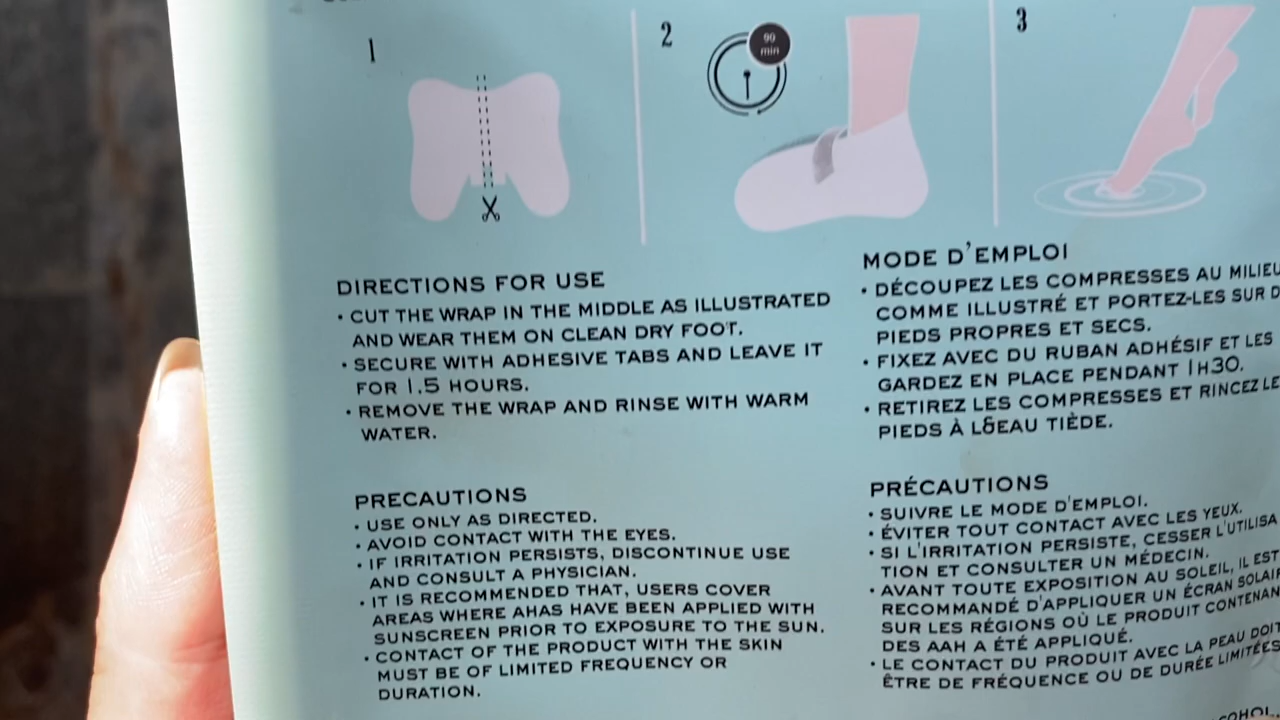 1
2
90
min
3
DIRECTIONS FOR USE
• CUT THE WRAP IN THE MIDDLE AS ILLUSTRATED
AND WEAR THEM ON CLEAN DRY FOOT.
• SECURE WITH ADHESIVE TABS AND LEAVE IT
FOR 1.5 HOURS.
• REMOVE THE WRAP AND RINSE WITH WARM
WATER.
PRECAUTIONS
• USE ONLY AS DIRECTED.
• AVOID CONTACT WITH THE EYES.
• IF IRRITATION PERSISTS, DISCONTINUE USE
AND CONSULT A PHYSICIAN.
• IT IS RECOMMENDED THAT, USERS COVER
AREAS WHERE AHAS HAVE BEEN APPLIED WITH
SUNSCREEN PRIOR TO EXPOSURE TO THE SUN.
• CONTACT OF THE PRODUCT WITH THE SKIN
MUST BE OF LIMITED FREQUENCY OR
DURATION.
MODE D'EMPLOI
• DÉCOUPEZ LES COMPRESSES AU MILIEU
COMME ILLUSTRÉ ET PORTEZ-LES SUR D
PIEDS PROPRES ET SECS.
• FIXEZ AVEC DU RUBAN ADHÉSIF ET LES
GARDEZ EN PLACE PENDANT 1H30.
• RETIREZ LES COMPRESSES ET RINCEZ LE
PIEDS À L&EAU TIÈDE.
PRÉCAUTIONS
• SUIVRE LE MODE D'EMPLOI.
• ÉVITER TOUT CONTACT AVEC LES YEUX.
• SI L'IRRITATION PERSISTE, CESSER L'UTILISA
TION ET CONSULTER UN MÉDECIN.
• AVANT TOUTE EXPOSITION AU SOLEIL, IL EST
RECOMMANDÉ D'APPLIQUER UN ÉCRAN SOLAIR
SUR LES RÉGIONS OÙ LE PRODUIT CONTENAN
DES AAH A ÉTÉ APPLIQUÉ.
• LE CONTACT DU PRODUIT AVEC LA PEAU DOIT
ÊTRE DE FRÉQUENCE OU DE DURÉE LIMITÉES